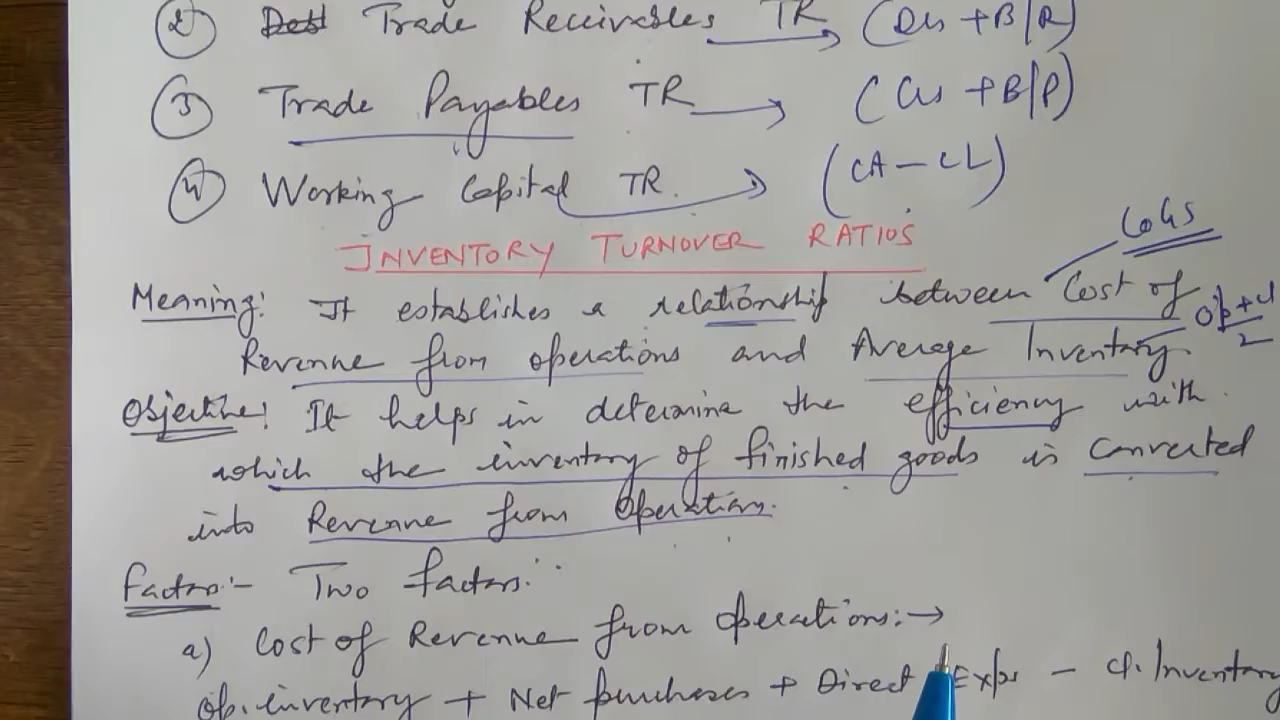 2) Debt Trade Receivables TR → (Drs + B/R)
3) Trade Payables TR → (Crs + B/P)
4) Working Capital TR. → (CA - CL)
INVENTORY TURNOVER RATIOS
COGS
Meaning: It establishes a relationship between Cost of
Revenue from operations and Average Inventory. Op + cl / 2
Objective: It helps in determine the efficiency with
which the inventory of finished goods is converted
into Revenue from Operations.
Factors:- Two factors:
a) Cost of Revenue from Operations: →
Op. inventory + Net purchases + Direct Exps - cl. Inventory